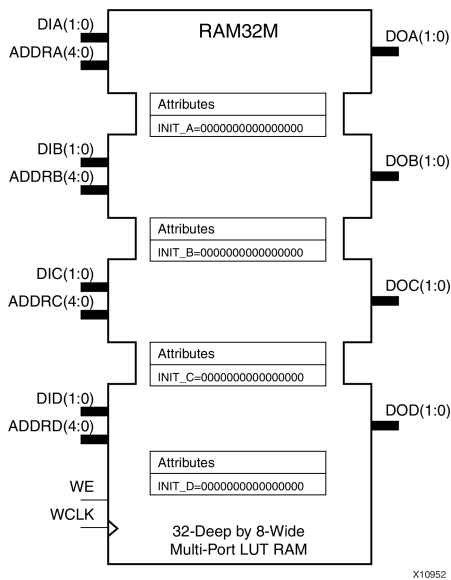 RAM32M
DIA(1:0)
DOA(1:0)
ADDRA(4:0)
Attributes
INIT_A=0000000000000000
DIB(1:0)
DOB(1:0)
ADDRB(4:0)
Attributes
INIT_B=0000000000000000
DIC(1:0)
DOC(1:0)
ADDRC(4:0)
Attributes
INIT_C=0000000000000000
DID(1:0)
DOD(1:0)
ADDRD(4:0)
Attributes
INIT_D=0000000000000000
WE
WCLK
32-Deep by 8-Wide
Multi-Port LUT RAM
X10952